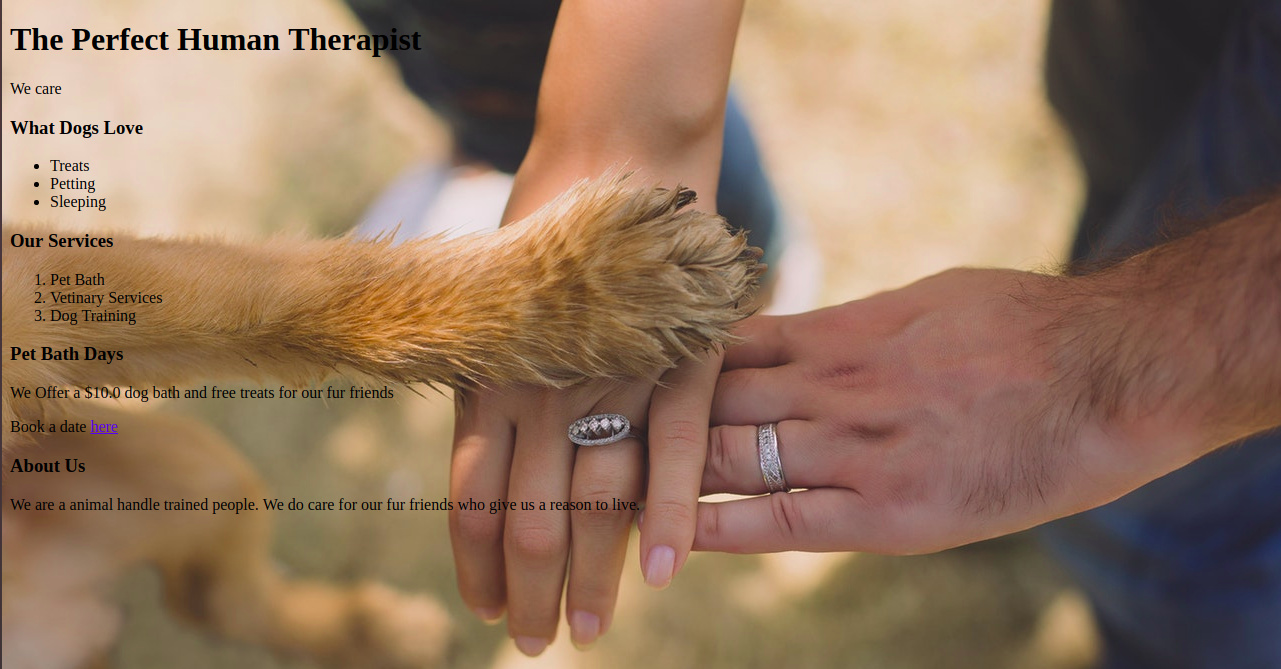 The Perfect Human Therapist
We care
What Dogs Love
Treats
Petting
Sleeping
Our Services
1. Pet Bath
2. Vetinary Services
3. Dog Training
Pet Bath Days
We Offer a $10.0 dog bath and free treats for our fur friends
Book a date here
About Us
We are a animal handle trained people. We do care for our fur friends who give us a reason to live.